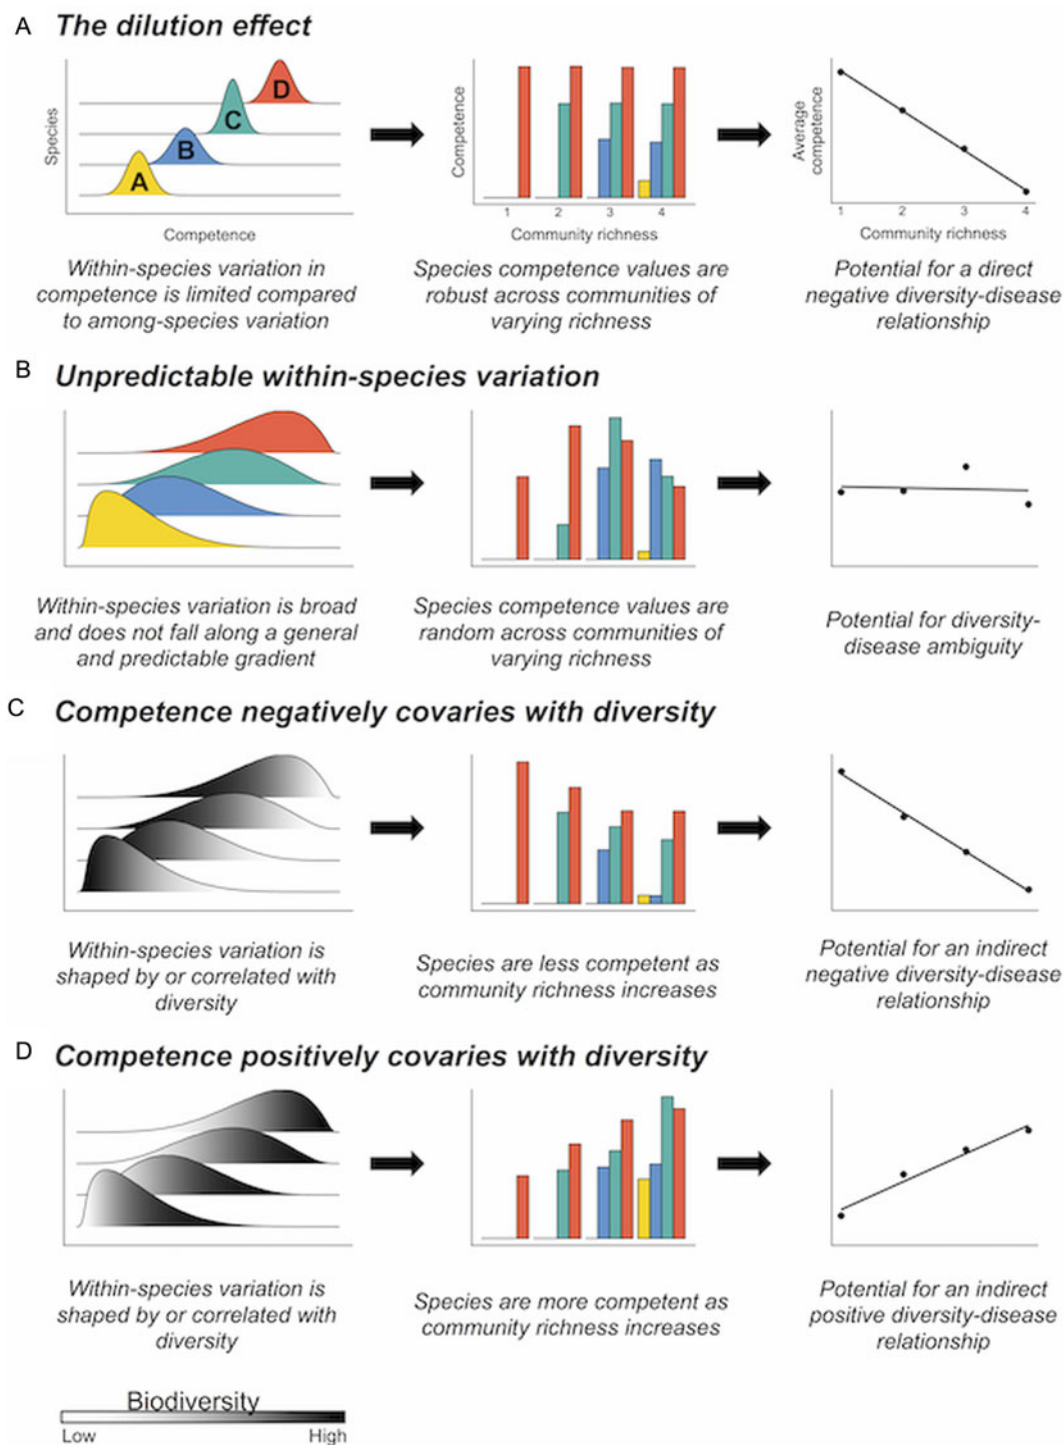 A The dilution effect
Species
D
C
B
A
Competence
Competence
1 2 3 4
Community richness
Average
competence
1 2 3 4
Community richness
Within-species variation in
competence is limited compared
to among-species variation
Species competence values are
robust across communities of
varying richness
Potential for a direct
negative diversity-disease
relationship
B Unpredictable within-species variation
Within-species variation is broad
and does not fall along a general
and predictable gradient
Species competence values are
random across communities of
varying richness
Potential for diversity-
disease ambiguity
C Competence negatively covaries with diversity
Within-species variation is
shaped by or correlated with
diversity
Species are less competent as
community richness increases
Potential for an indirect
negative diversity-disease
relationship
D Competence positively covaries with diversity
Within-species variation is
shaped by or correlated with
diversity
Species are more competent as
community richness increases
Potential for an indirect
positive diversity-disease
relationship
Biodiversity
Low High